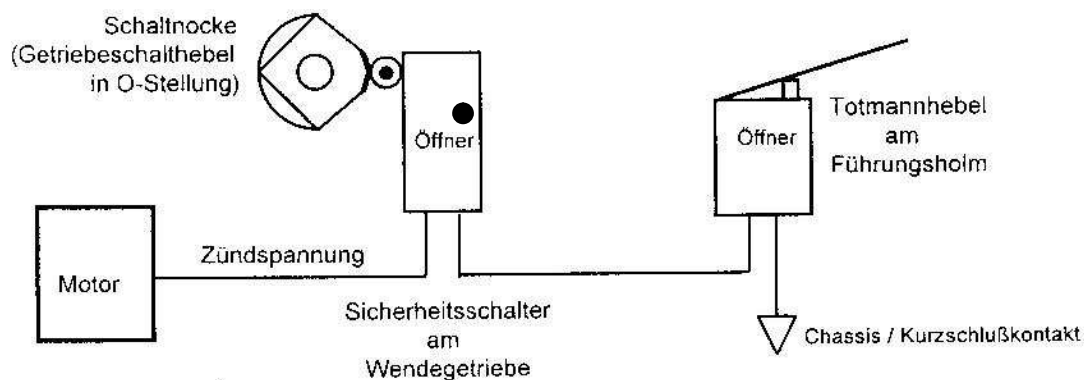 Schaltnocke
(Getriebeschalthebel
in O-Stellung)
Öffner
Öffner
Totmannhebel
am
Führungsholm
Motor
Zündspannung
Sicherheitsschalter
am
Wendegetriebe
Chassis / Kurzschlußkontakt